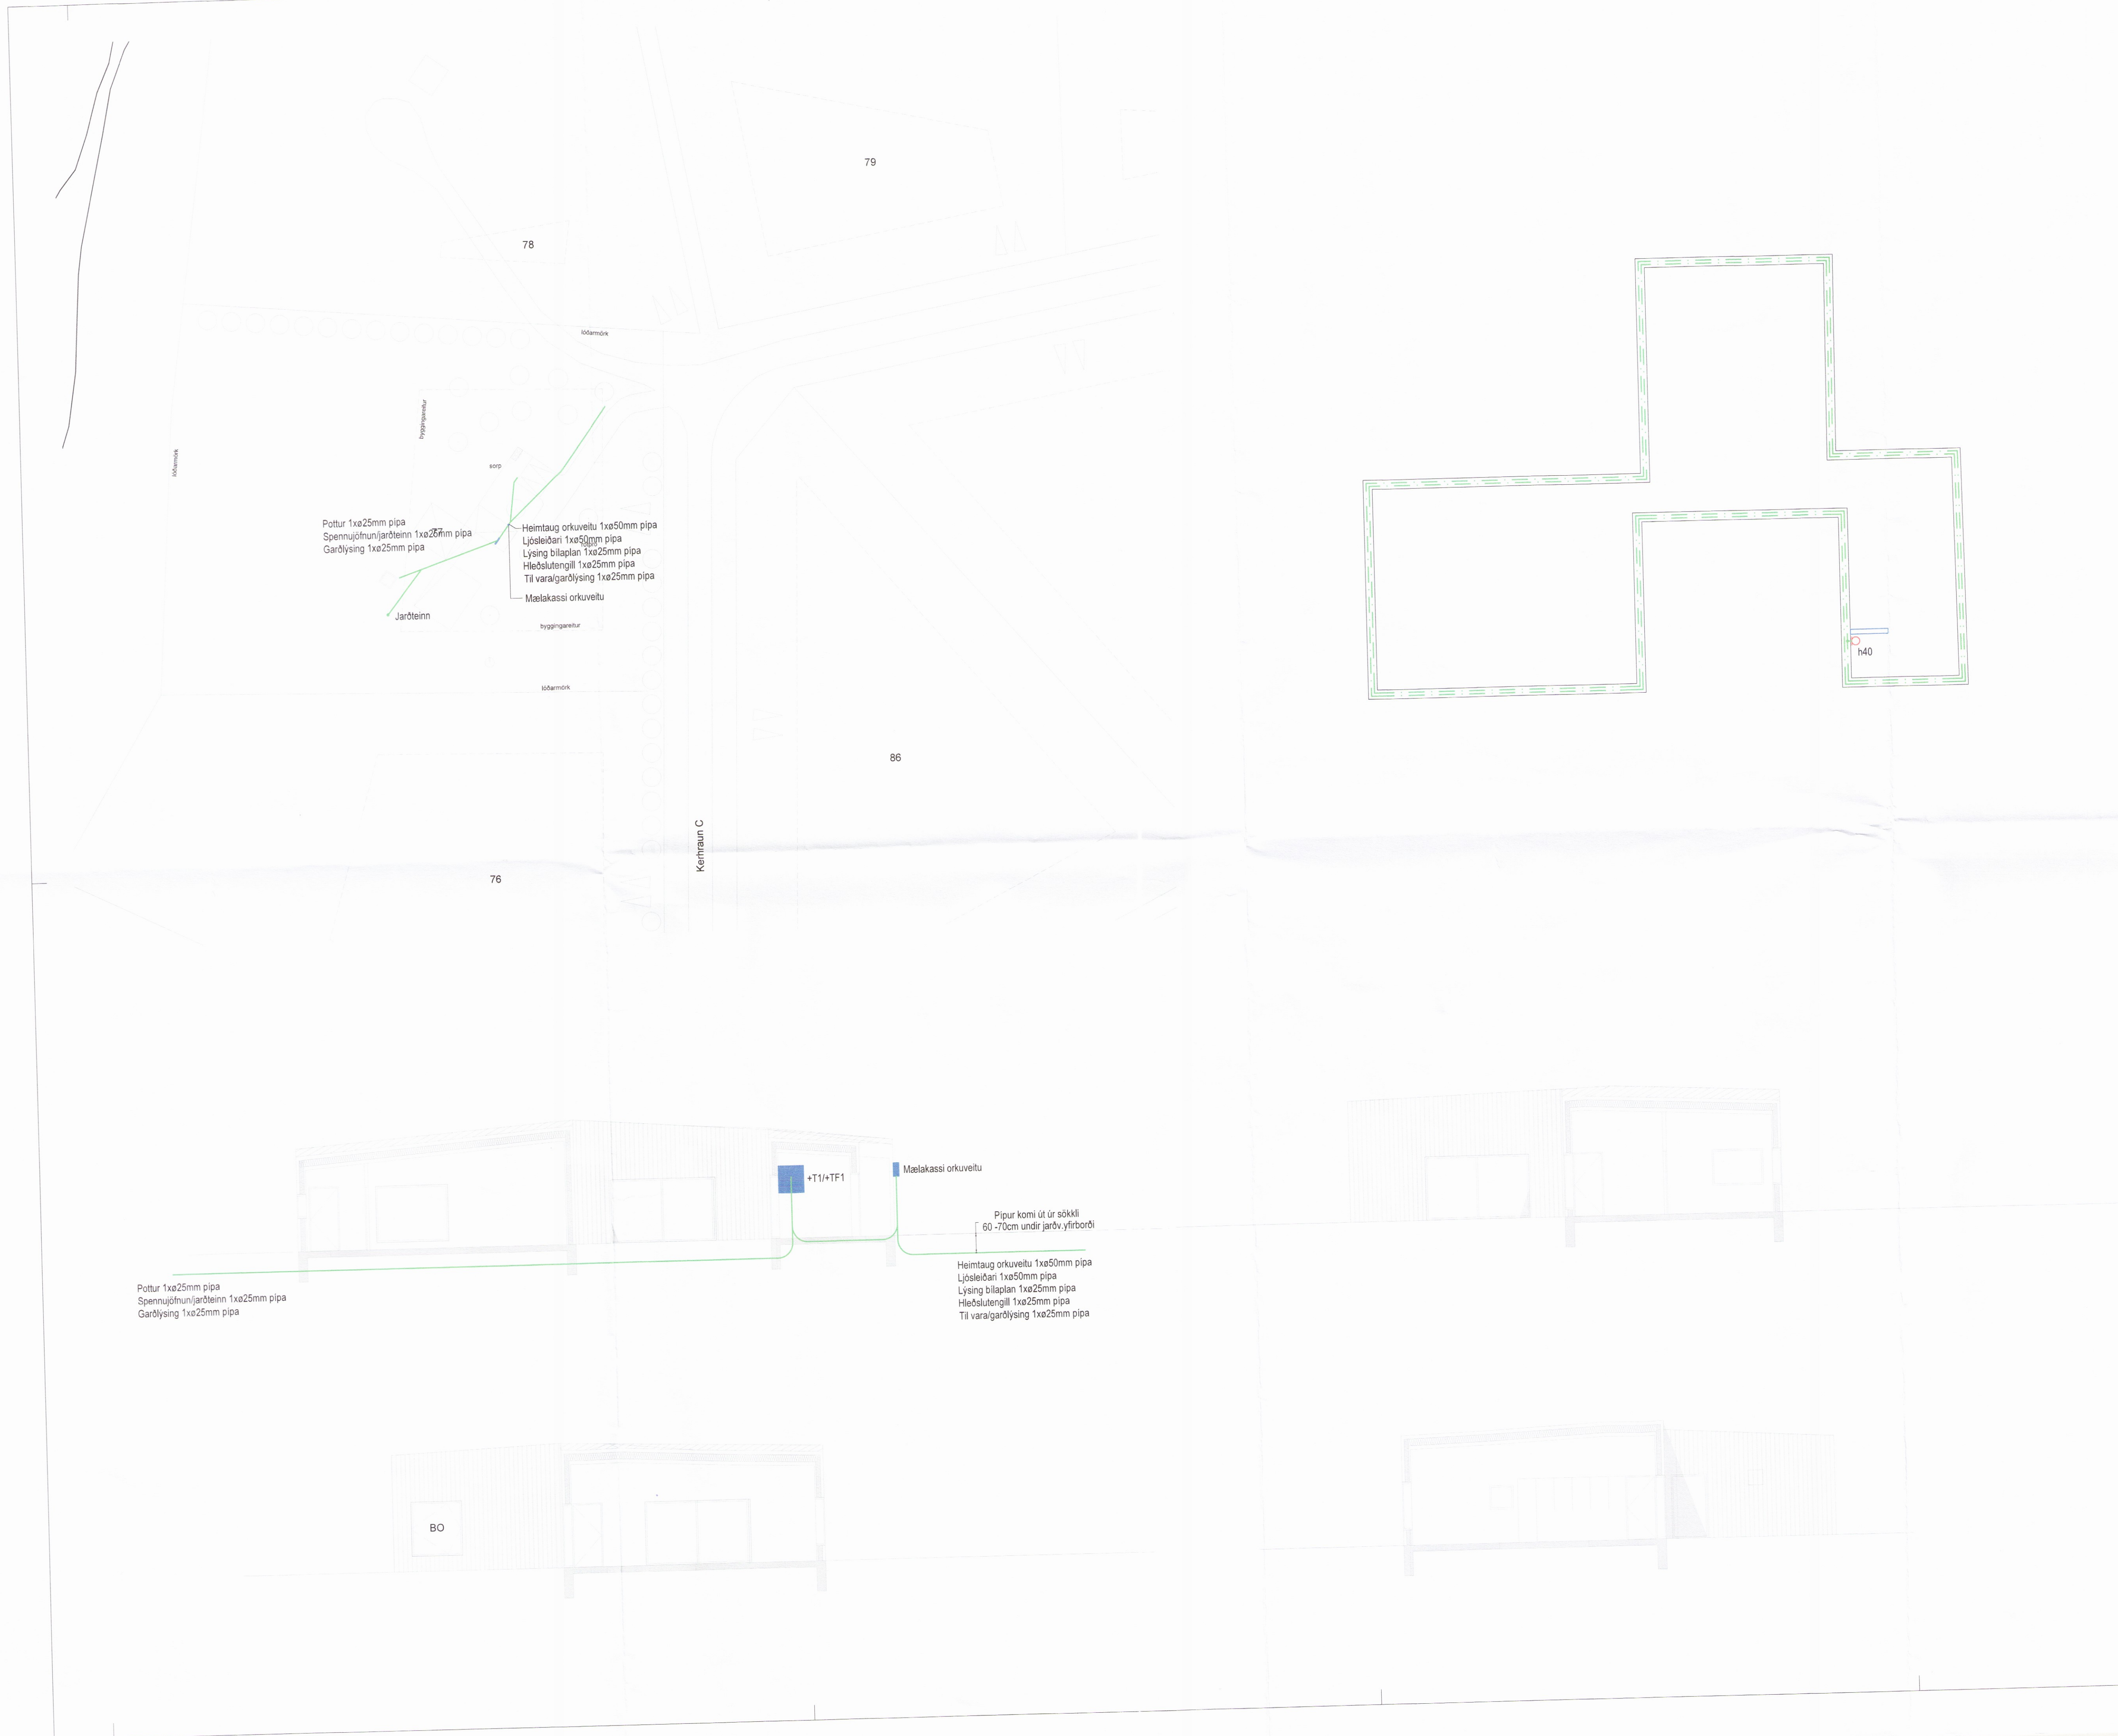 79
78
lóðarmörk
byggingareitur
lóðarmörk
sorp
Pottur 1xø25mm pípa
Spennujöfnun/jarðteinn 1xø25mm pípa
Garðlýsing 1xø25mm pípa
77
Heimtaug orkuveitu 1xø50mm pípa
Ljósleiðari 1xø50mm pípa
Lýsing bílaplan 1xø25mm pípa
Hleðslutengill 1xø25mm pípa
Til vara/garðlýsing 1xø25mm pípa
Mælakassi orkuveitu
Jarðteinn
byggingareitur
lóðarmörk
h40
86
Kerhraun C
76
+T1/+TF1
Mælakassi orkuveitu
Pípur komi út úr sökkli
60 -70cm undir jarðv.yfirborði
Heimtaug orkuveitu 1xø50mm pípa
Ljósleiðari 1xø50mm pípa
Lýsing bílaplan 1xø25mm pípa
Hleðslutengill 1xø25mm pípa
Til vara/garðlýsing 1xø25mm pípa
Pottur 1xø25mm pípa
Spennujöfnun/jarðteinn 1xø25mm pípa
Garðlýsing 1xø25mm pípa
BO